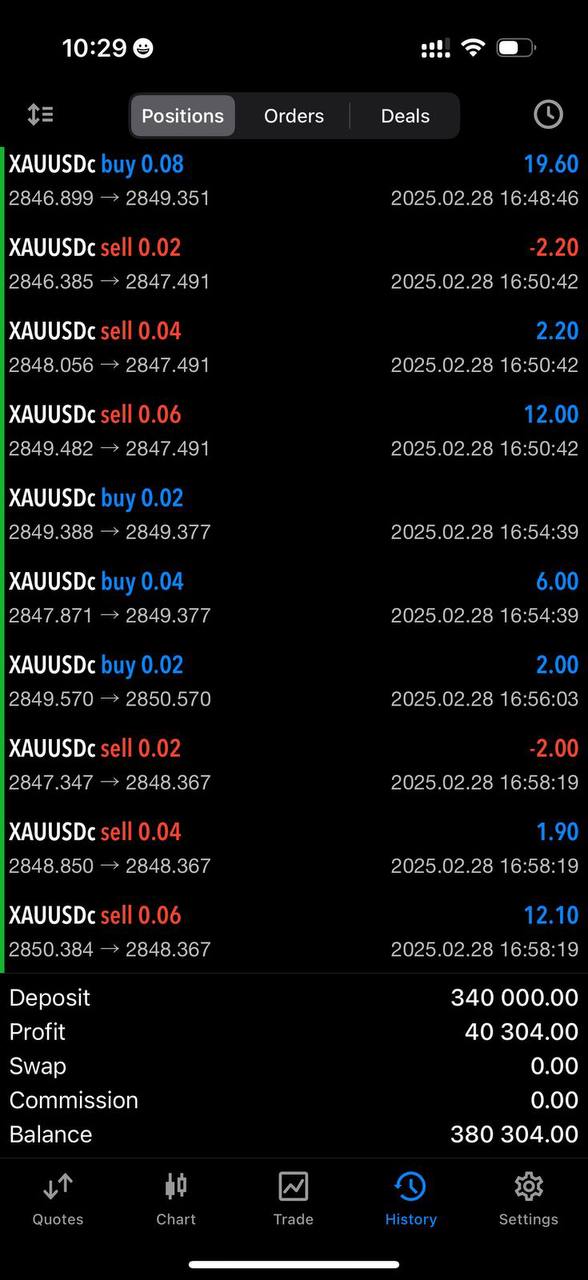 10:29
Positions Orders Deals
XAUUSDc buy 0.08 19.60
2846.899 → 2849.351 2025.02.28 16:48:46
XAUUSDc sell 0.02 -2.20
2846.385 → 2847.491 2025.02.28 16:50:42
XAUUSDc sell 0.04 2.20
2848.056 → 2847.491 2025.02.28 16:50:42
XAUUSDc sell 0.06 12.00
2849.482 → 2847.491 2025.02.28 16:50:42
XAUUSDc buy 0.02
2849.388 → 2849.377 2025.02.28 16:54:39
XAUUSDc buy 0.04 6.00
2847.871 → 2849.377 2025.02.28 16:54:39
XAUUSDc buy 0.02 2.00
2849.570 → 2850.570 2025.02.28 16:56:03
XAUUSDc sell 0.02 -2.00
2847.347 → 2848.367 2025.02.28 16:58:19
XAUUSDc sell 0.04 1.90
2848.850 → 2848.367 2025.02.28 16:58:19
XAUUSDc sell 0.06 12.10
2850.384 → 2848.367 2025.02.28 16:58:19
Deposit 340 000.00
Profit 40 304.00
Swap 0.00
Commission 0.00
Balance 380 304.00
Quotes Chart Trade History Settings